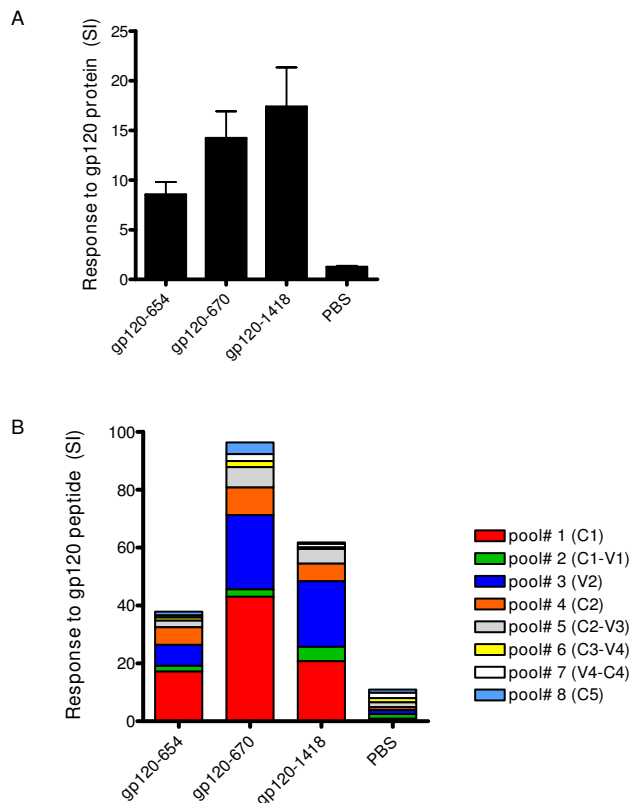 A
Response to gp120 protein (SI)
25
20
15
10
5
0
gp120-654
gp120-670
gp120-1418
PBS
B
Response to gp120 peptide (SI)
100
80
60
40
20
0
gp120-654
gp120-670
gp120-1418
PBS
pool# 1 (C1)
pool# 2 (C1-V1)
pool# 3 (V2)
pool# 4 (C2)
pool# 5 (C2-V3)
pool# 6 (C3-V4)
pool# 7 (V4-C4)
pool# 8 (C5)